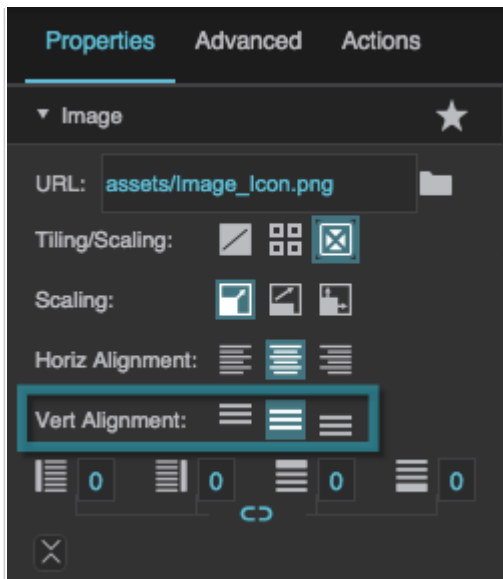 Properties Advanced Actions
Image
URL: assets/Image_Icon.png
Tiling/Scaling:
Scaling:
Horiz Alignment:
Vert Alignment:
0 0 0 0